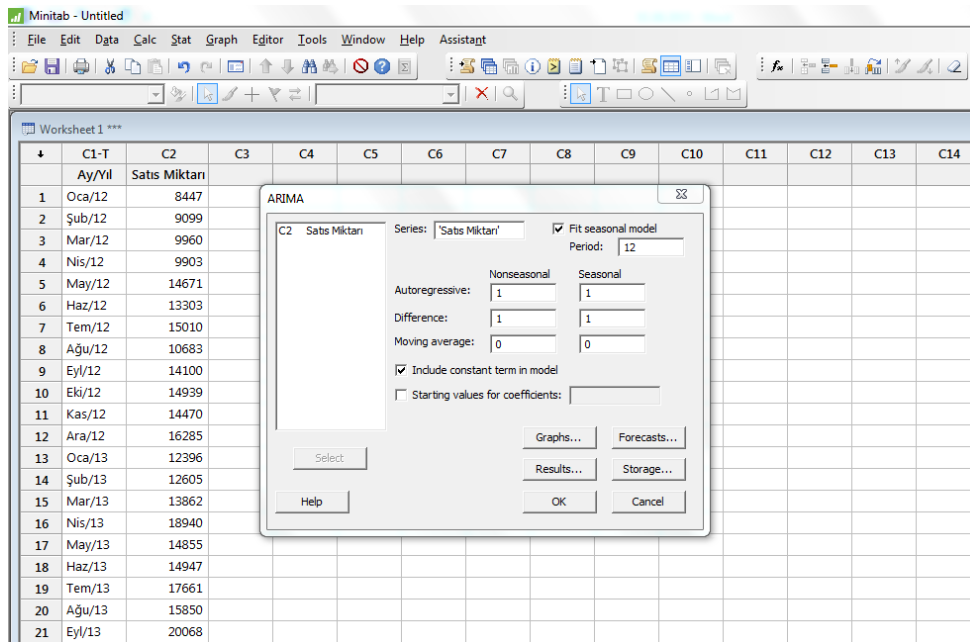 Minitab - Untitled
File Edit Data Calc Stat Graph Editor Tools Window Help Assistant
Worksheet 1 ***
C1-T C2 C3 C4 C5 C6 C7 C8 C9 C10 C11 C12 C13 C14
Ay/Yıl Satıs Miktarı
1 Oca/12 8447
2 Şub/12 9099
3 Mar/12 9960
4 Nis/12 9903
5 May/12 14671
6 Haz/12 13303
7 Tem/12 15010
8 Ağu/12 10683
9 Eyl/12 14100
10 Eki/12 14939
11 Kas/12 14470
12 Ara/12 16285
13 Oca/13 12396
14 Şub/13 12605
15 Mar/13 13862
16 Nis/13 18940
17 May/13 14855
18 Haz/13 14947
19 Tem/13 17661
20 Ağu/13 15850
21 Eyl/13 20068
ARIMA
C2 Satıs Miktarı
Series: 'Satıs Miktarı'
Fit seasonal model
Period: 12
Nonseasonal Seasonal
Autoregressive: 1 1
Difference: 1 1
Moving average: 0 0
Include constant term in model
Starting values for coefficients:
Select
Graphs... Forecasts...
Results... Storage...
Help OK Cancel